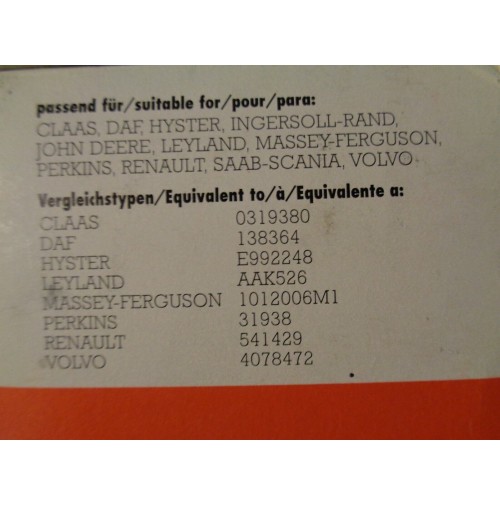 passend für/suitable for/pour/para:
CLAAS, DAF, HYSTER, INGERSOLL-RAND,
JOHN DEERE, LEYLAND, MASSEY-FERGUSON,
PERKINS, RENAULT, SAAB-SCANIA, VOLVO
Vergleichstypen/Equivalent to/à/Equivalente a:
CLAAS 0319380
DAF 138364
HYSTER E992248
LEYLAND AAK526
MASSEY-FERGUSON 1012006M1
PERKINS 31938
RENAULT 541429
VOLVO 4078472